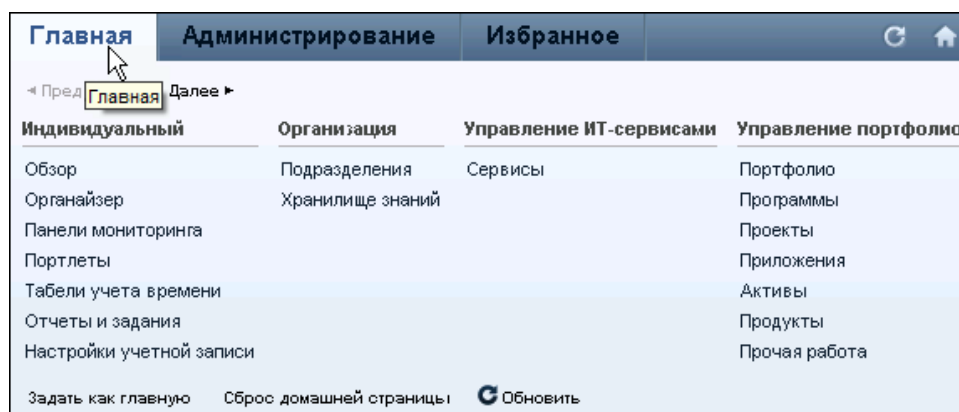 Главная Администрирование Избранное
◄ Пред Главная Далее ►
Индивидуальный Организация Управление ИТ-сервисами Управление портфолио
Обзор Подразделения Сервисы Портфолио
Органайзер Хранилище знаний Программы
Панели мониторинга Проекты
Портлеты Приложения
Табели учета времени Активы
Отчеты и задания Продукты
Настройки учетной записи Прочая работа
Задать как главную Сброс домашней страницы Обновить